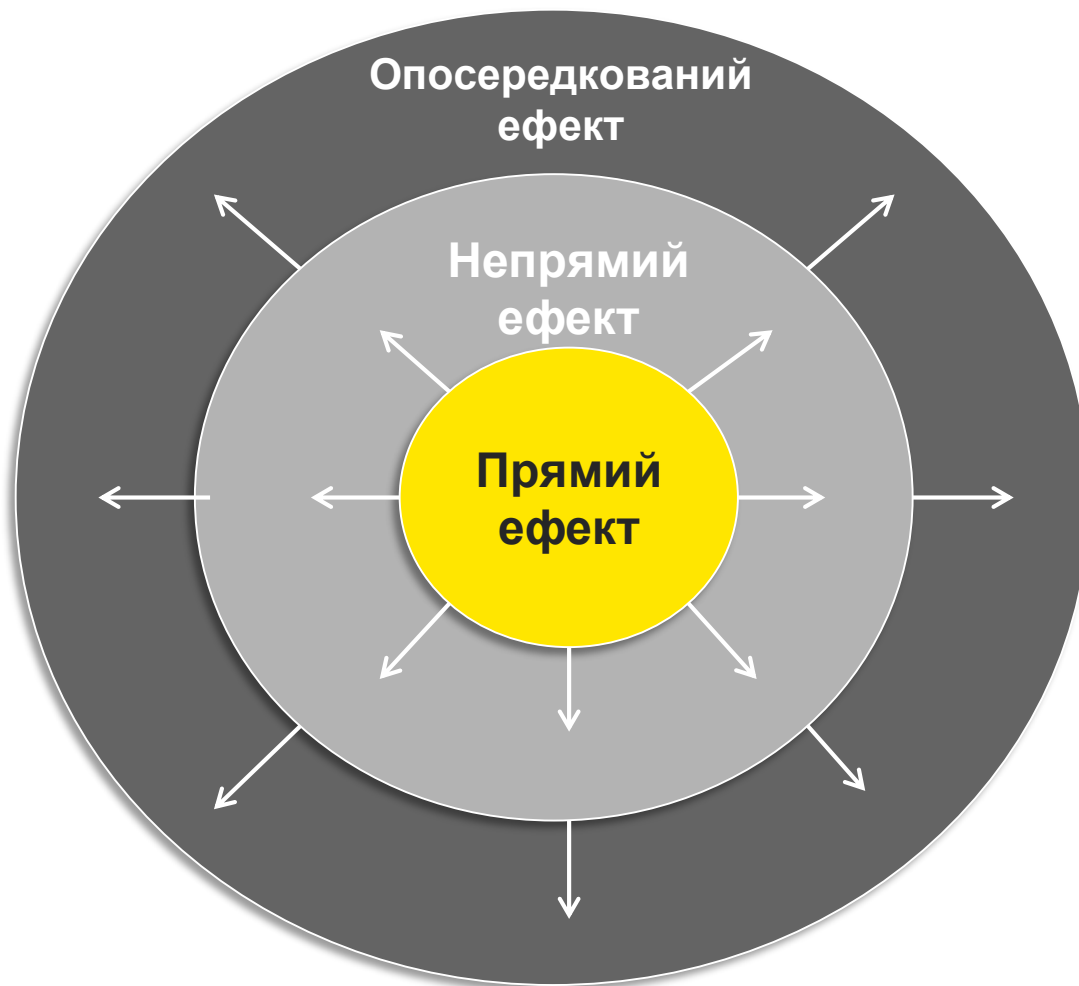 Опосередкований
ефект
Непрямий
ефект
Прямий
ефект